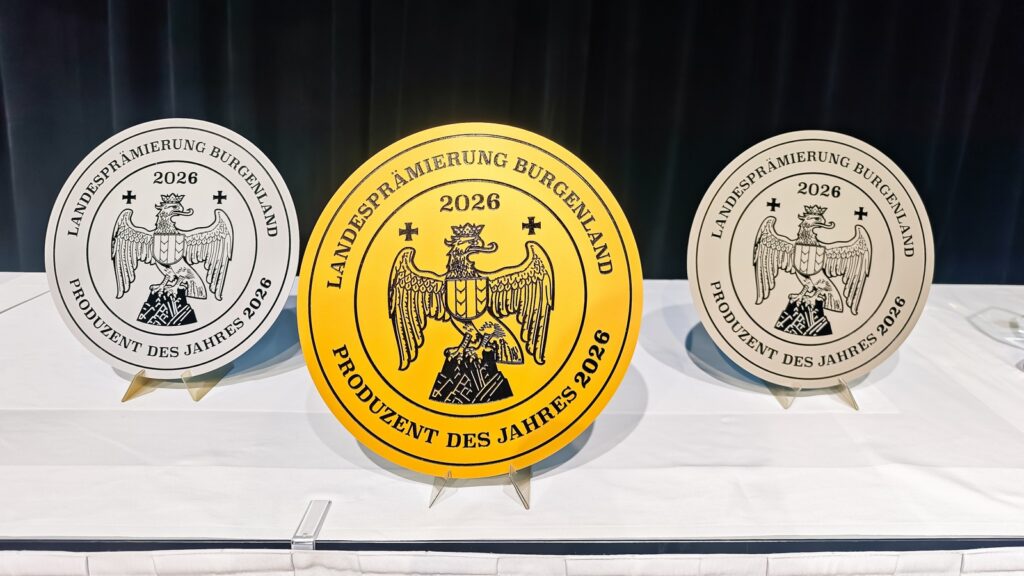 LANDESPRÄMIERUNG BURGENLAND
2026
PRODUZENT DES JAHRES 2026
LANDESPRÄMIERUNG BURGENLAND
2026
PRODUZENT DES JAHRES 2026
LANDESPRÄMIERUNG BURGENLAND
2026
PRODUZENT DES JAHRES 2026